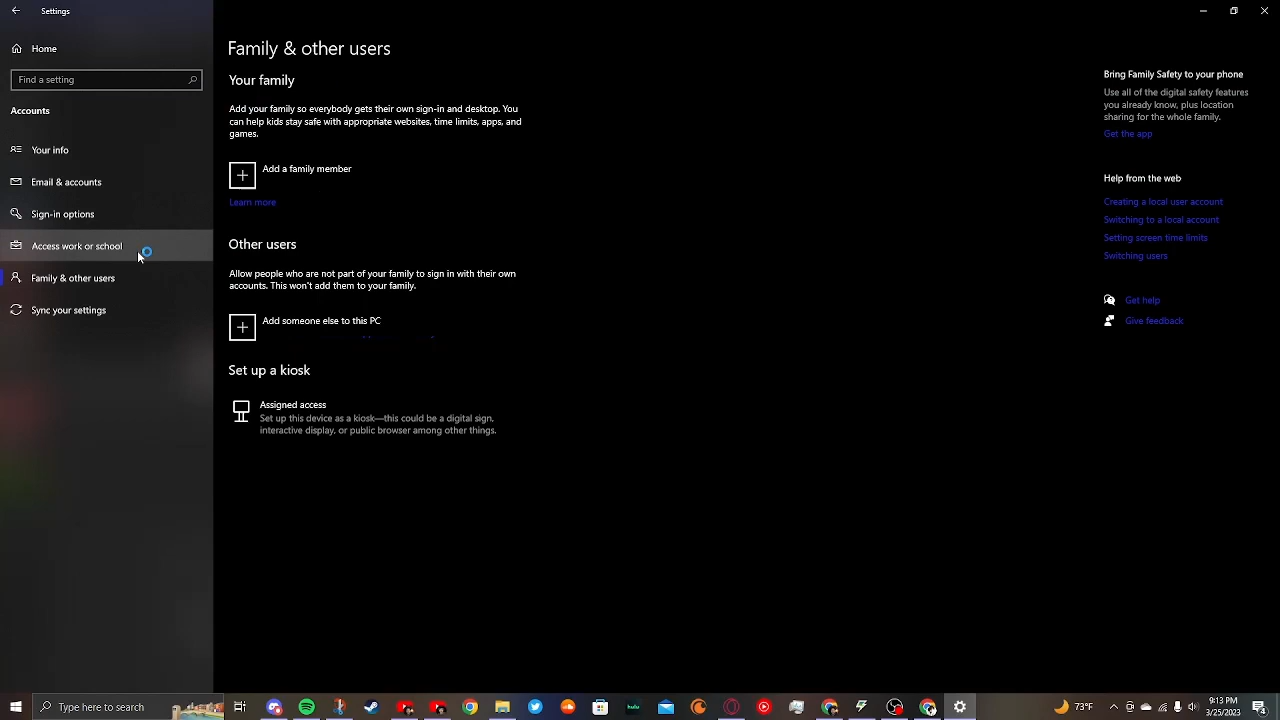 Settings
Home
Find a setting
Accounts
Your info
Email & accounts
Sign-in options
Access work or school
Family & other users
Sync your settings
Family & other users
Your family
Add your family so everybody gets their own sign-in and desktop. You
can help kids stay safe with appropriate websites, time limits, apps, and
games.
Add a family member
Learn more
Other users
Allow people who are not part of your family to sign in with their own
accounts. This won't add them to your family.
Add someone else to this PC
Set up a kiosk
Assigned access
Set up this device as a kiosk—this could be a digital sign,
interactive display, or public browser among other things.
Bring Family Safety to your phone
Use all of the digital safety features
you already know, plus location
sharing for the whole family.
Get the app
Help from the web
Creating a local user account
Switching to a local account
Setting screen time limits
Switching users
Get help
Give feedback
Type here to search
hulu
73°F
9:13 PM
3/25/2023